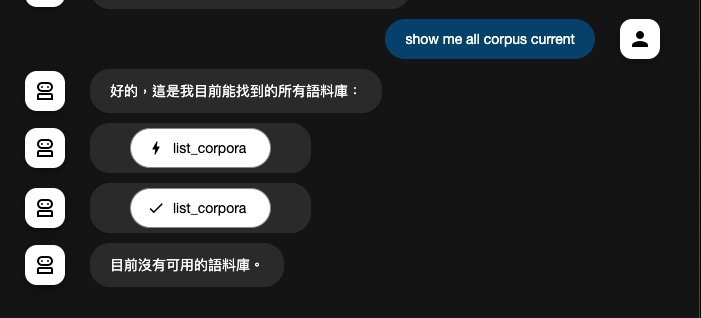 show me all corpus current
好的，這是我目前能找到的所有語料庫：
list_corpora
list_corpora
目前沒有可用的語料庫。